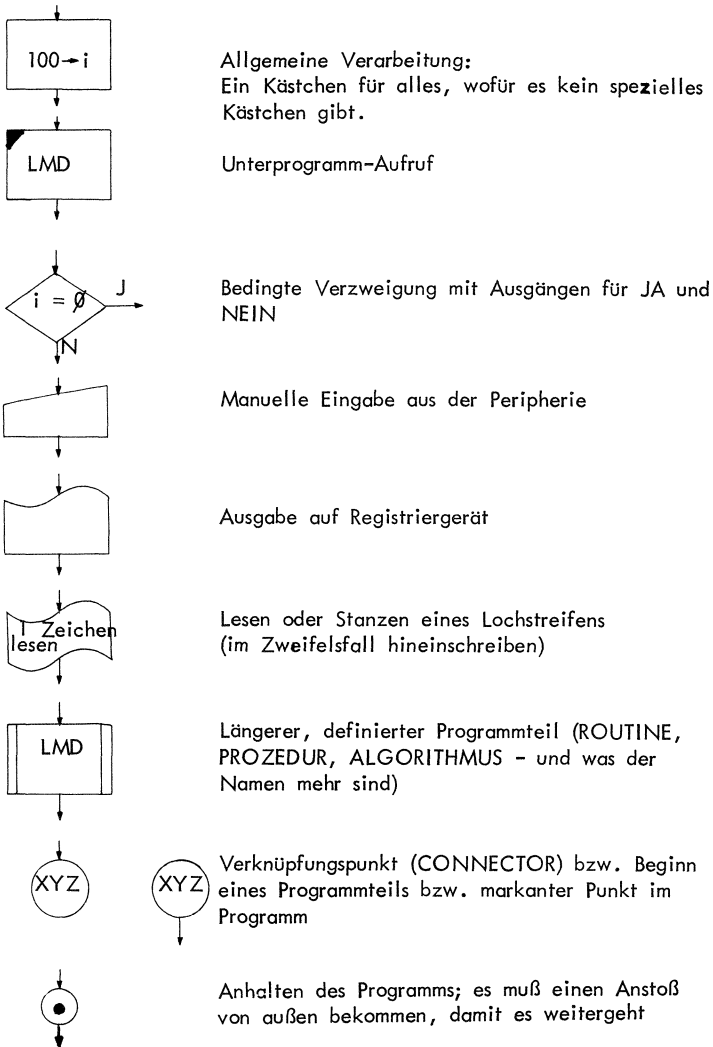 100→i
Allgemeine Verarbeitung:
Ein Kästchen für alles, wofür es kein spezielles
Kästchen gibt.
LMD
Unterprogramm-Aufruf
i = Ø
J
N
Bedingte Verzweigung mit Ausgängen für JA und
NEIN
Manuelle Eingabe aus der Peripherie
Ausgabe auf Registriergerät
1 Zeichen
lesen
Lesen oder Stanzen eines Lochstreifens
(im Zweifelsfall hineinschreiben)
LMD
Längerer, definierter Programmteil (ROUTINE,
PROZEDUR, ALGORITHMUS - und was der
Namen mehr sind)
XYZ
XYZ
Verknüpfungspunkt (CONNECTOR) bzw. Beginn
eines Programmteils bzw. markanter Punkt im
Programm
Anhalten des Programms; es muß einen Anstoß
von außen bekommen, damit es weitergeht